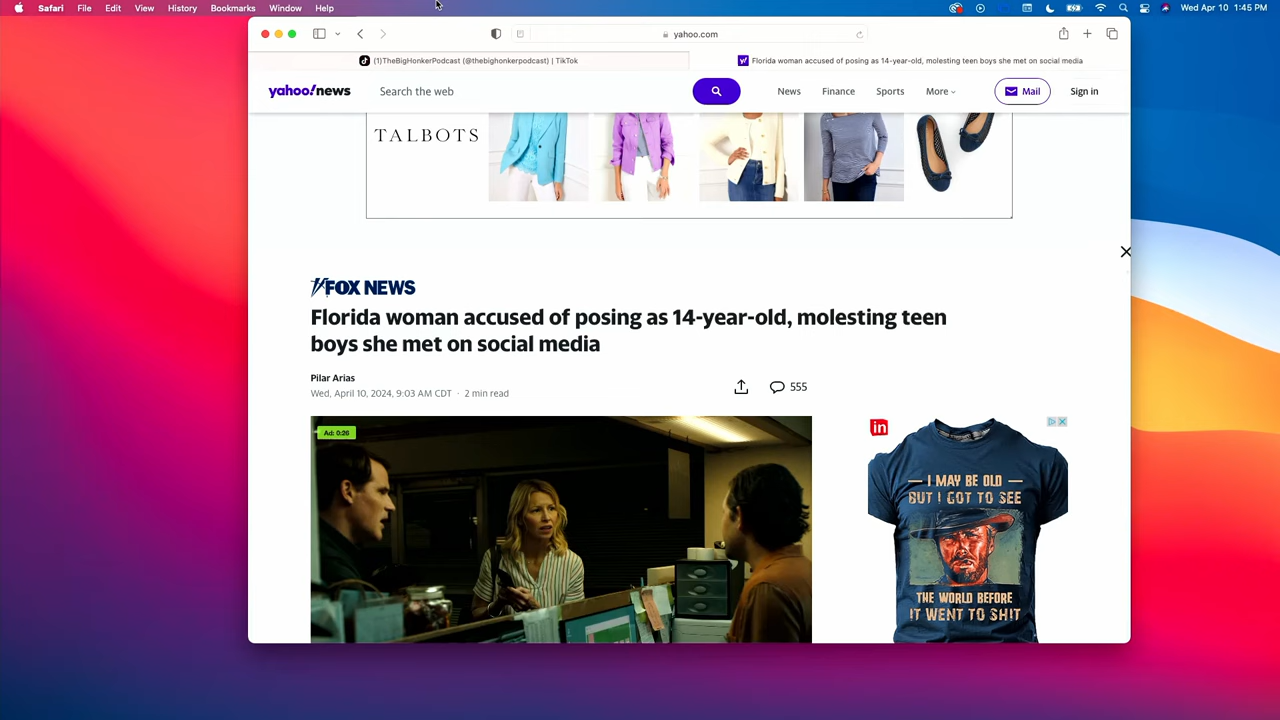 Safari File Edit View History Bookmarks Window Help Wed Apr 10 1:45 PM
yahoo.com
(1)TheBigHonkerPodcast (@thebighonkerpodcast) | TikTok
Florida woman accused of posing as 14-year-old, molesting teen boys she met on social media
yahoo!news Search the web News Finance Sports More Mail Sign in
TALBOTS
FOX NEWS
Florida woman accused of posing as 14-year-old, molesting teen
boys she met on social media
Pilar Arias
Wed, April 10, 2024, 9:03 AM CDT · 2 min read
555
Ad: 0:26
in
I MAY BE OLD
BUT I GOT TO SEE
THE WORLD BEFORE
IT WENT TO SH!T